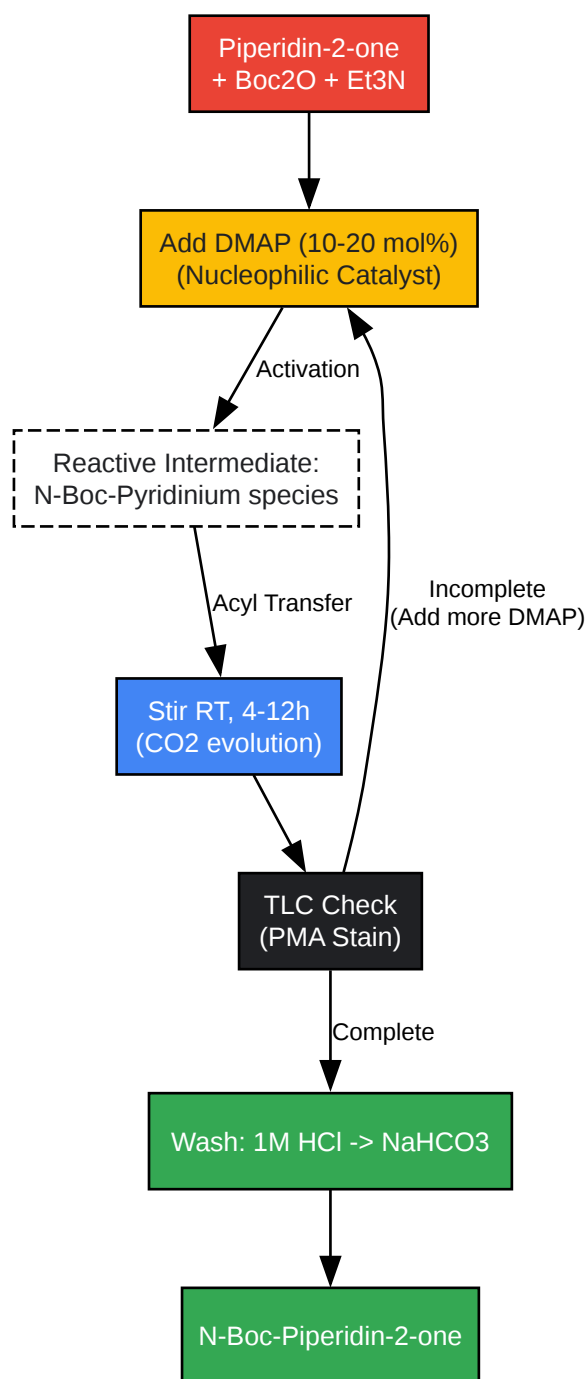 Piperidin-2-one
+ Boc2O + Et3N
Add DMAP (10-20 mol%)
(Nucleophilic Catalyst)
Activation
Reactive Intermediate:
N-Boc-Pyridinium species
Acyl Transfer
Incomplete
(Add more DMAP)
Stir RT, 4-12h
(CO2 evolution)
TLC Check
(PMA Stain)
Complete
Wash: 1M HCl -> NaHCO3
N-Boc-Piperidin-2-one